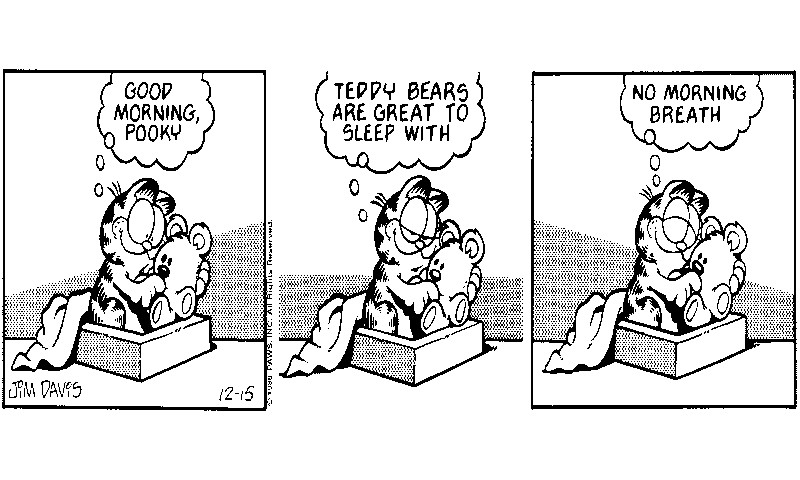 GOOD
MORNING,
POOKY
JIM DAVIS
12-15
TEDDY BEARS
ARE GREAT TO
SLEEP WITH
NO MORNING
BREATH